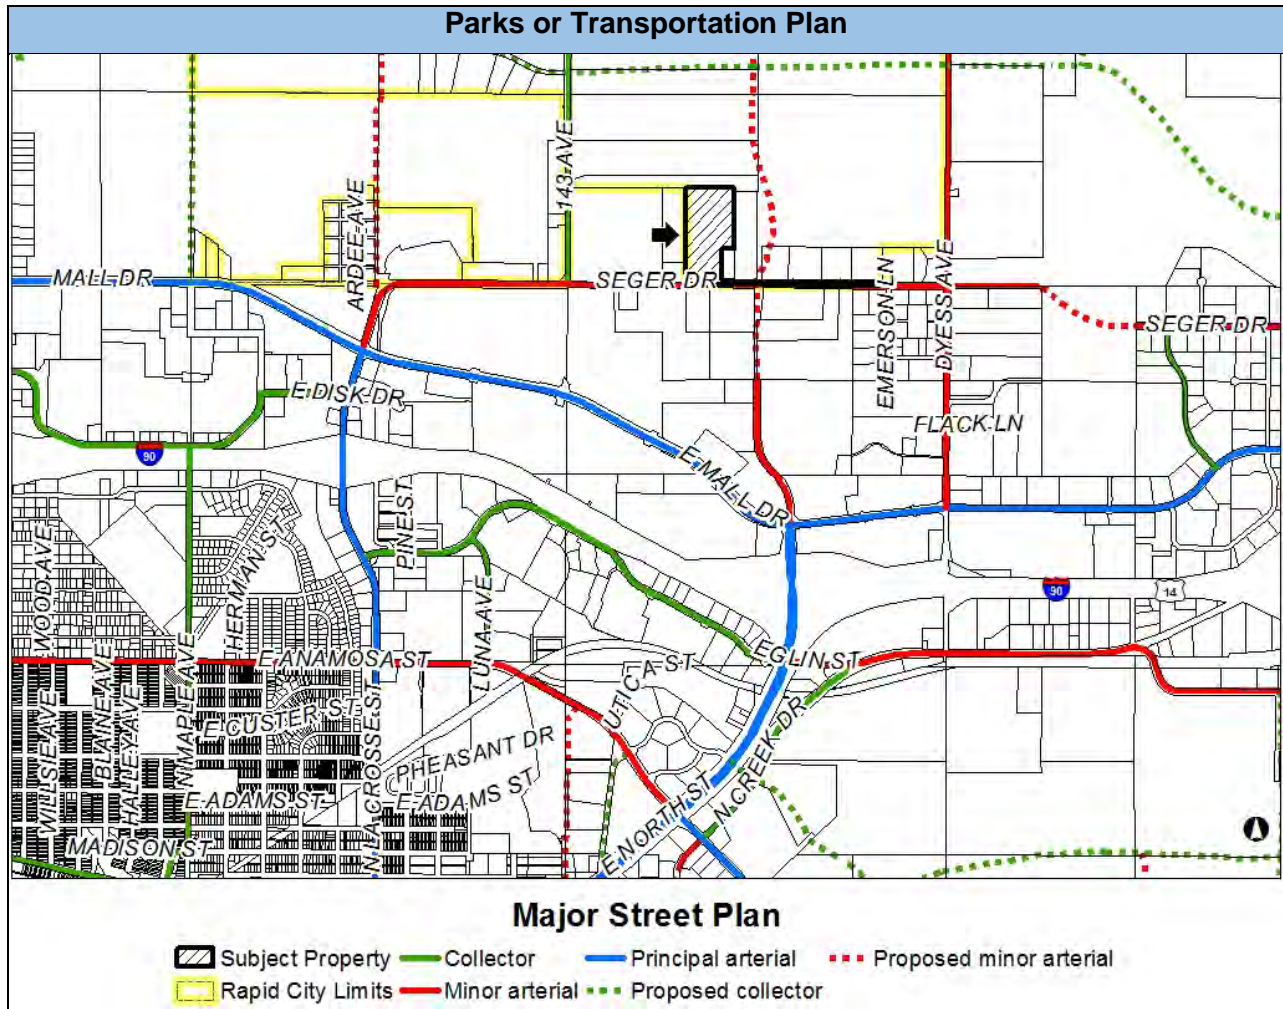 Parks or Transportation Plan
143 AVE
ARDEE AVE
MALL DR
SEGER DR
EMERSON LN
DYESS AVE
SEGER DR
E DISK DR
FLACK LN
90
E MALL DR
PINE ST
WOOD AVE
HERMAN ST
LUNA AVE
90
14
E ANAMOSA ST
UTICA ST
EGLIN ST
WILLSIE AVE
BLAINE AVE
HALLEY AVE
N MAPLE AVE
E CUSTER ST
N LACROSSE ST
PHEASANT DR
N CREEK DR
E ADAMS ST
E ADAMS ST
E NORTH ST
MADISON ST
Major Street Plan
Subject Property
Collector
Principal arterial
Proposed minor arterial
Rapid City Limits
Minor arterial
Proposed collector